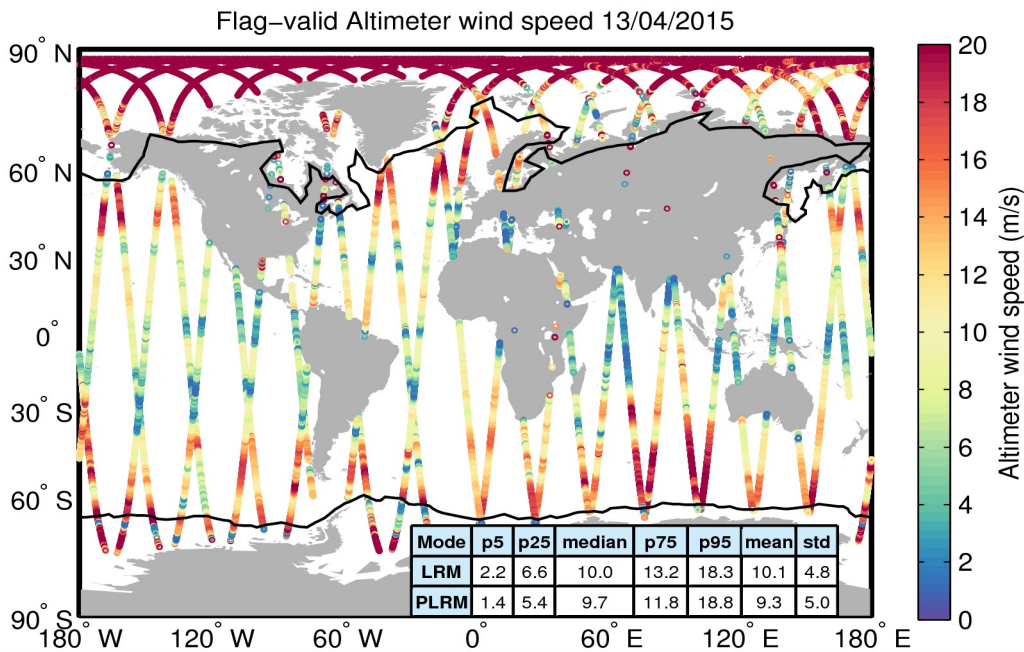 Flag−valid Altimeter wind speed 13/04/2015
90° N
60° N
30° N
0°
30° S
60° S
90° S
180° W
120° W
60° W
0°
60° E
120° E
180° E
Mode p5 p25 median p75 p95 mean std
LRM 2.2 6.6 10.0 13.2 18.3 10.1 4.8
PLRM 1.4 5.4 9.7 11.8 18.8 9.3 5.0
20
18
16
14
12
10
8
6
4
2
0
Altimeter wind speed (m/s)